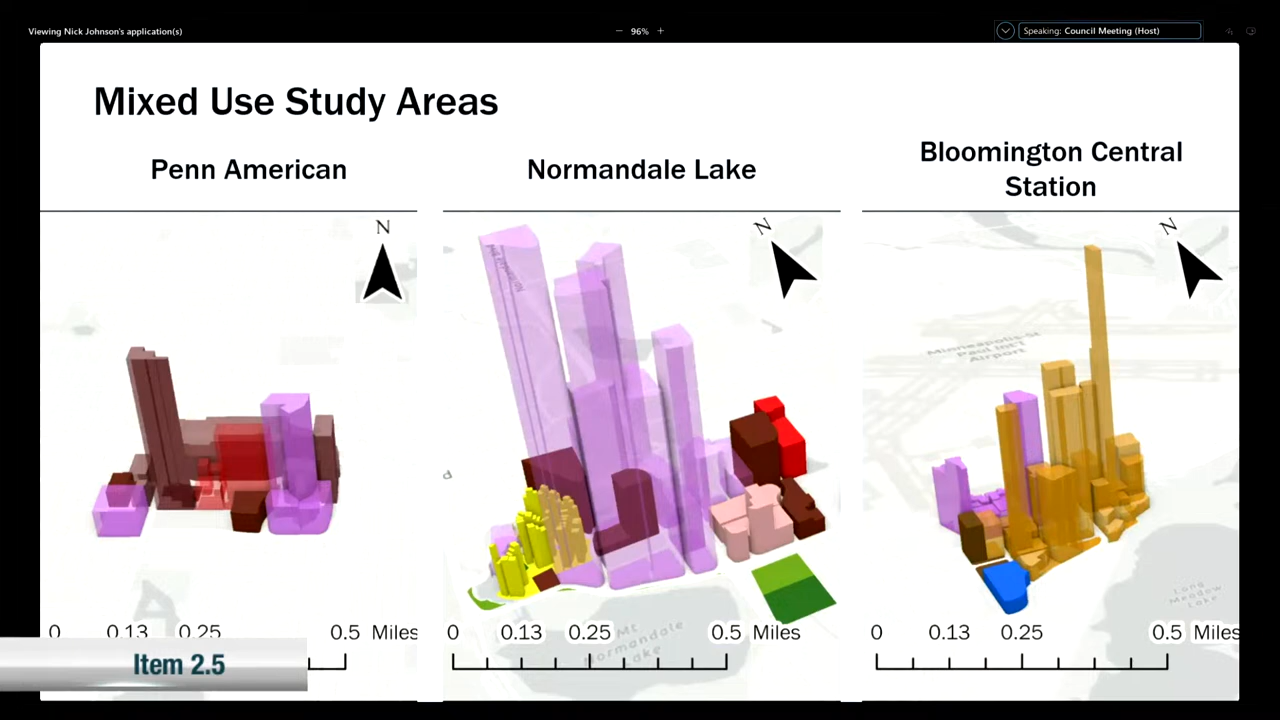 Viewing Nick Johnson's application(s)
96%
Speaking: Council Meeting (Host)
Mixed Use Study Areas
Penn American
Normandale Lake
Bloomington Central
Station
N
N
N
Minneapolis-St
Paul Int'l
Airport
Long
Meadow
Lake
Mt
Normandale
Lake
0 0.13 0.25 0.5 Miles
0 0.13 0.25 0.5 Miles
0 0.13 0.25 0.5 Miles
Item 2.5